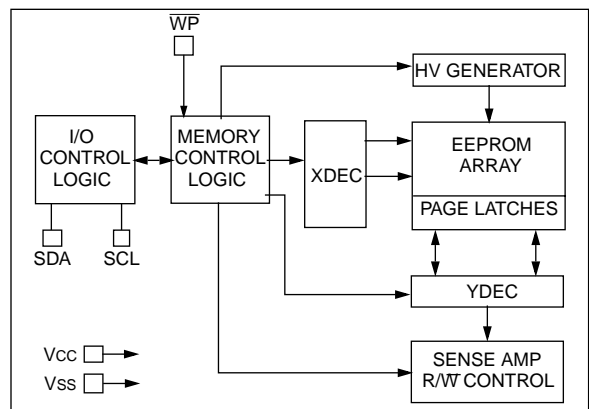 W̅P̅
HV GENERATOR
I/O
CONTROL
LOGIC
MEMORY
CONTROL
LOGIC
XDEC
EEPROM
ARRAY
PAGE LATCHES
SDA
SCL
YDEC
VCC
VSS
SENSE AMP
R/W̅ CONTROL